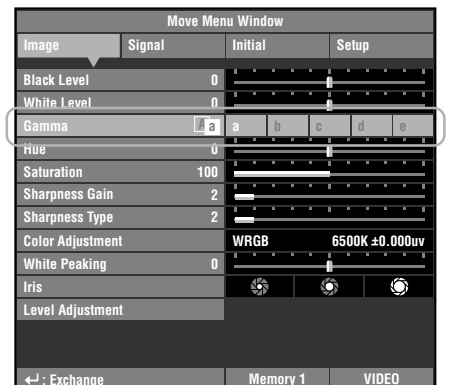 Move Menu Window
Image Signal Initial Setup
Black Level 0
White Level 0
Gamma A a a b c d e
Hue 0
Saturation 100
Sharpness Gain 2
Sharpness Type 2
Color Adjustment WRGB 6500K ±0.000uv
White Peaking 0
Iris
Level Adjustment
↵ : Exchange Memory 1 VIDEO